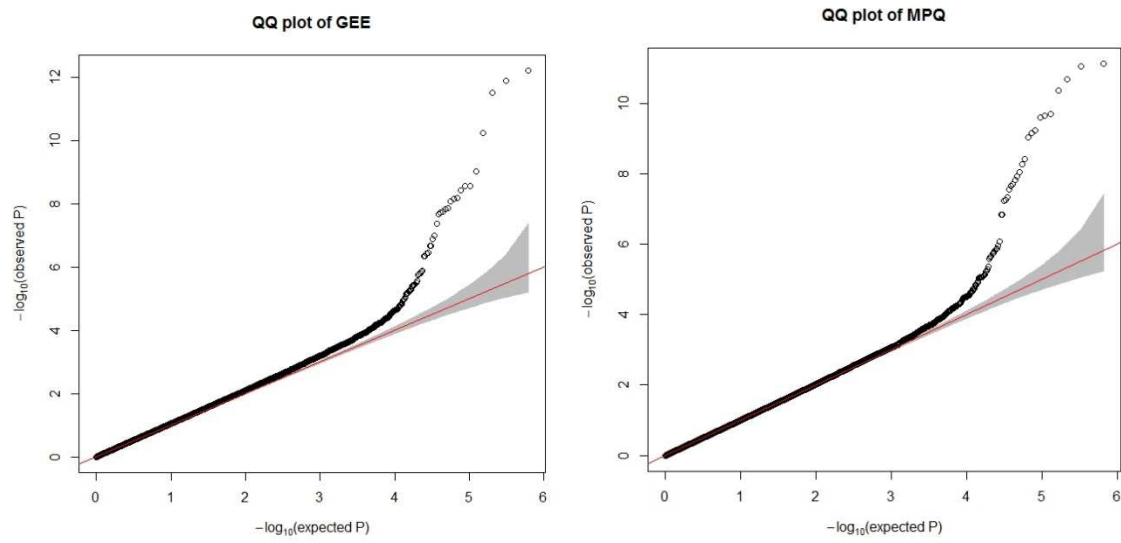 QQ plot of GEE
−log10(observed P)
12
10
8
6
4
2
0
0 1 2 3 4 5 6
−log10(expected P)
QQ plot of MPQ
−log10(observed P)
10
8
6
4
2
0
0 1 2 3 4 5 6
−log10(expected P)